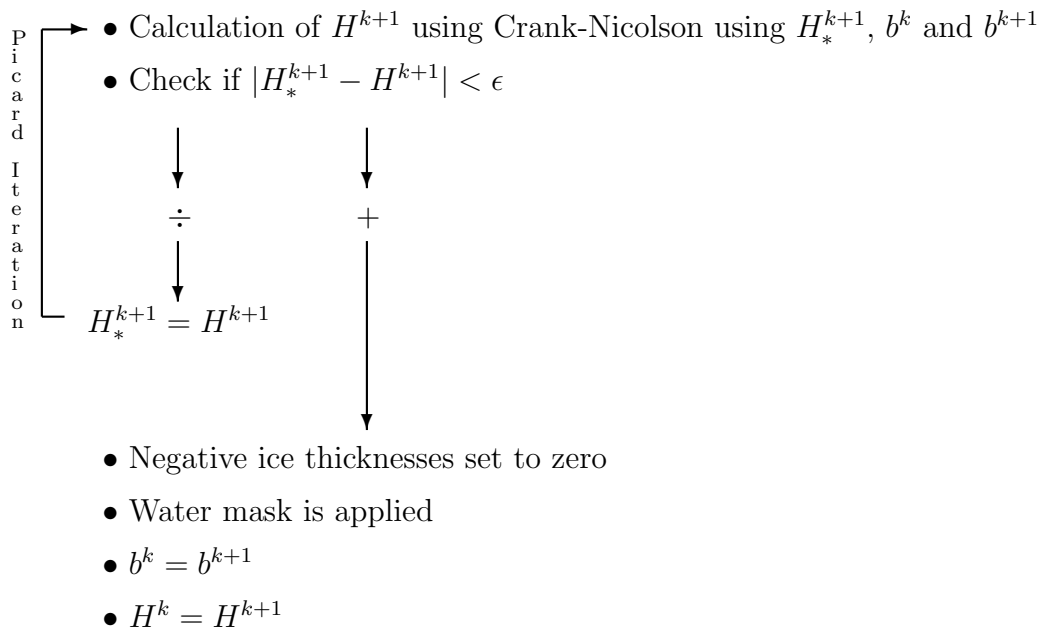 Picard Iteration
• Calculation of $H^{k+1}$ using Crank-Nicolson using $H_*^{k+1}$, $b^k$ and $b^{k+1}$
• Check if $|H_*^{k+1} - H^{k+1}| < \epsilon$
÷ +
$H_*^{k+1} = H^{k+1}$
• Negative ice thicknesses set to zero
• Water mask is applied
• $b^k = b^{k+1}$
• $H^k = H^{k+1}$